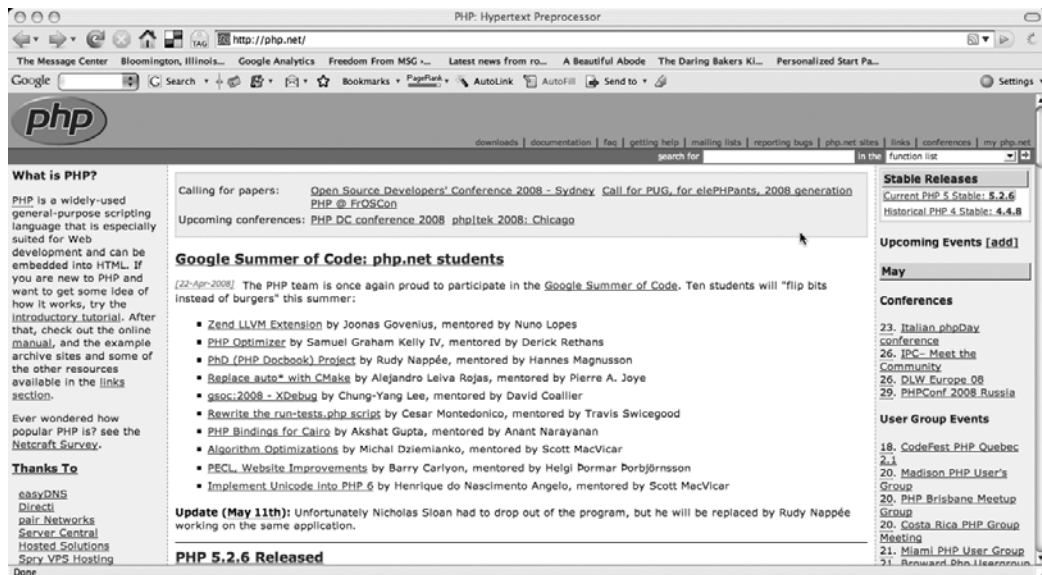 PHP: Hypertext Preprocessor
TAG
http://php.net/
The Message Center Bloomington, Illinois... Google Analytics Freedom From MSG -... Latest news from ro... A Beautiful Abode The Daring Bakers Ki... Personalized Start Pa...
Google Search Bookmarks PageRank AutoLink AutoFill Send to Settings
php
downloads | documentation | faq | getting help | mailing lists | reporting bugs | php.net sites | links | conferences | my php.net
search for in the function list
What is PHP?
PHP is a widely-used
general-purpose scripting
language that is especially
suited for Web
development and can be
embedded into HTML. If
you are new to PHP and
want to get some idea of
how it works, try the
introductory tutorial. After
that, check out the online
manual, and the example
archive sites and some of
the other resources
available in the links
section.
Ever wondered how
popular PHP is? see the
Netcraft Survey.
Thanks To
easyDNS
Directi
pair Networks
Server Central
Hosted Solutions
Spry VPS Hosting
Calling for papers: Open Source Developers' Conference 2008 - Sydney Call for PUG, for elePHPants, 2008 generation
PHP @ FrOSCon
Upcoming conferences: PHP DC conference 2008 php|tek 2008: Chicago
Google Summer of Code: php.net students
[22-Apr-2008] The PHP team is once again proud to participate in the Google Summer of Code. Ten students will "flip bits
instead of burgers" this summer:
Zend LLVM Extension by Joonas Govenius, mentored by Nuno Lopes
PHP Optimizer by Samuel Graham Kelly IV, mentored by Derick Rethans
PhD (PHP Docbook) Project by Rudy Nappée, mentored by Hannes Magnusson
Replace auto* with CMake by Alejandro Leiva Rojas, mentored by Pierre A. Joye
gsoc:2008 - XDebug by Chung-Yang Lee, mentored by David Coallier
Rewrite the run-tests.php script by Cesar Montedonico, mentored by Travis Swicegood
PHP Bindings for Cairo by Akshat Gupta, mentored by Anant Narayanan
Algorithm Optimizations by Michal Dziemianko, mentored by Scott MacVicar
PECL, Website Improvements by Barry Carlyon, mentored by Helgi Þormar Þorbjörnsson
Implement Unicode into PHP 6 by Henrique do Nascimento Angelo, mentored by Scott MacVicar
Update (May 11th): Unfortunately Nicholas Sloan had to drop out of the program, but he will be replaced by Rudy Nappée
working on the same application.
PHP 5.2.6 Released
Stable Releases
Current PHP 5 Stable: 5.2.6
Historical PHP 4 Stable: 4.4.8
Upcoming Events [add]
May
Conferences
23. Italian phpDay
conference
26. IPC– Meet the
Community
26. DLW Europe 08
29. PHPConf 2008 Russia
User Group Events
18. CodeFest PHP Quebec
2.1
20. Madison PHP User's
Group
20. PHP Brisbane Meetup
Group
20. Costa Rica PHP Group
Meeting
21. Miami PHP User Group
21. Broward Php Usergroup
Done